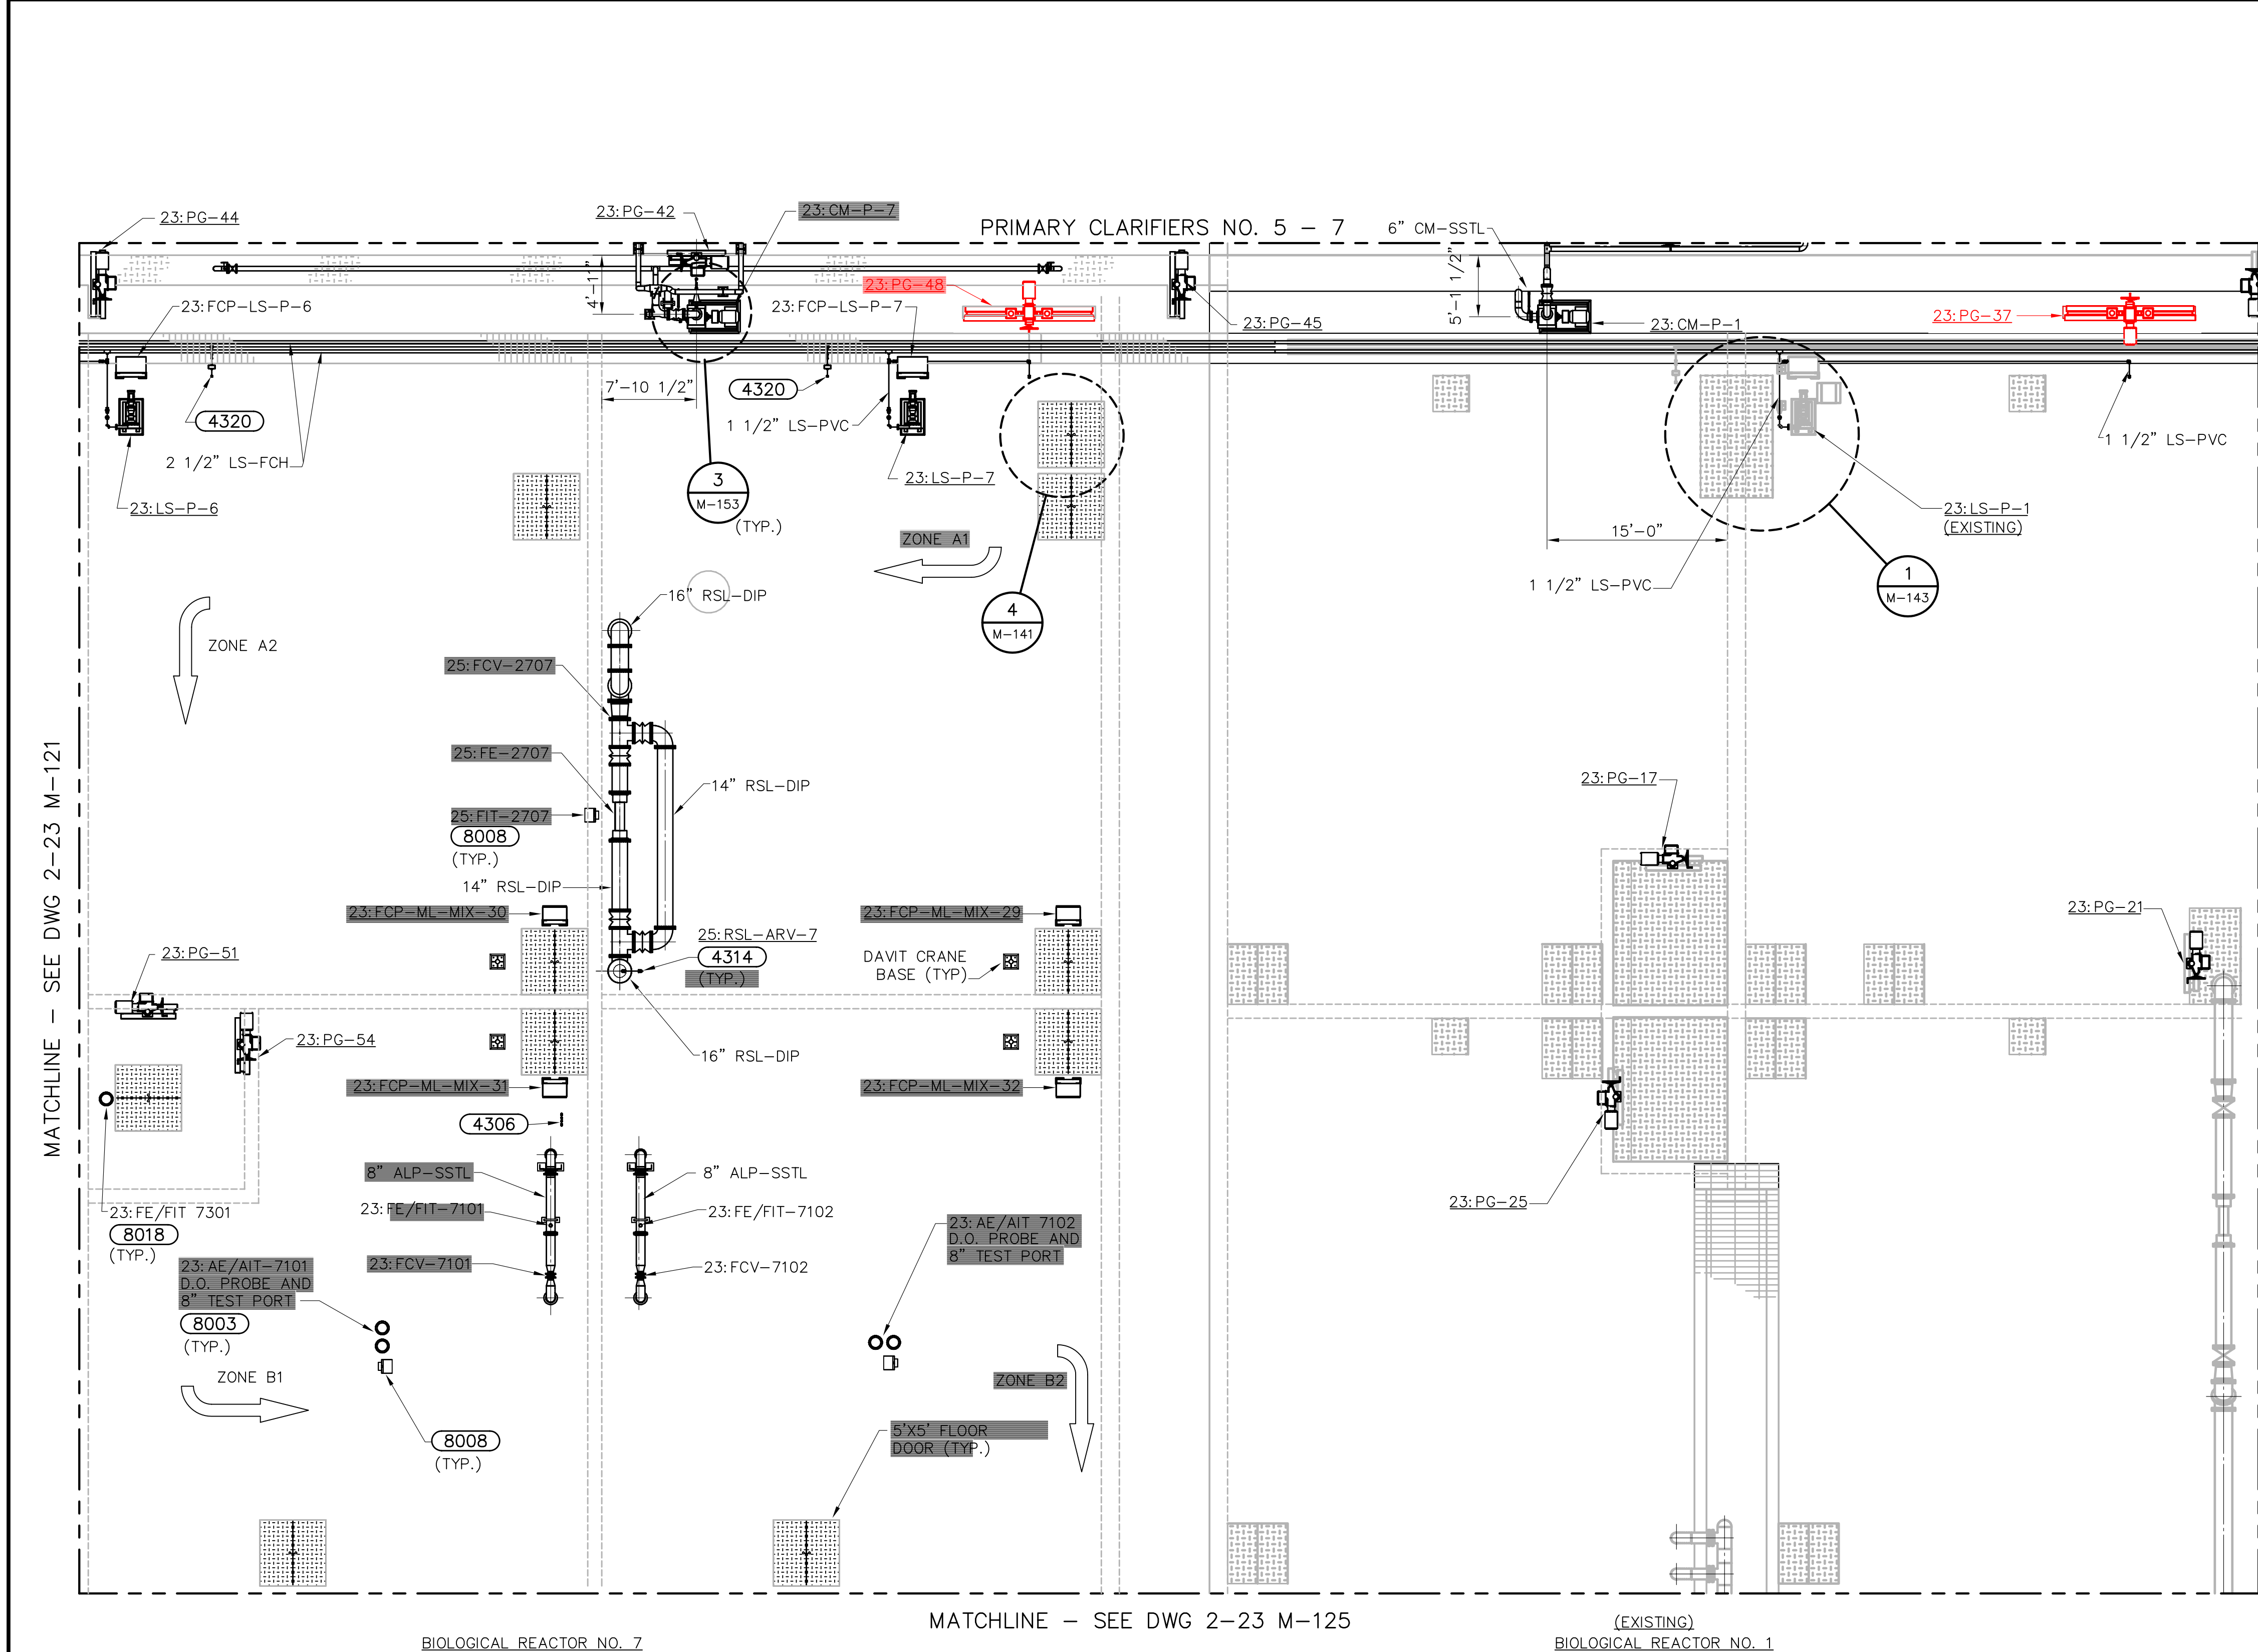 23:PG-44
23:PG-42
23:CM-P-7
PRIMARY CLARIFIERS NO. 5 - 7
6" CM-SSTL
4'-11"
23:PG-48
5'-1 1/2"
23:FCP-LS-P-6
23:FCP-LS-P-7
23:PG-45
23:CM-P-1
23:PG-37
7'-10 1/2"
4320
4320
1 1/2" LS-PVC
1 1/2" LS-PVC
2 1/2" LS-FCH
23:LS-P-6
3
M-153
(TYP.)
23:LS-P-7
23:LS-P-1
(EXISTING)
15'-0"
ZONE A1
1 1/2" LS-PVC
1
M-143
4
M-141
16" RSL-DIP
ZONE A2
25:FCV-2707
25:FE-2707
14" RSL-DIP
23:PG-17
25:FIT-2707
8008
(TYP.)
14" RSL-DIP
MATCHLINE - SEE DWG 2-23 M-121
23:FCP-ML-MIX-30
23:FCP-ML-MIX-29
23:PG-21
25:RSL-ARV-7
4314
(TYP.)
DAVIT CRANE
BASE (TYP)
23:PG-51
23:PG-54
16" RSL-DIP
23:FCP-ML-MIX-31
23:FCP-ML-MIX-32
4306
8" ALP-SSTL
8" ALP-SSTL
23:PG-25
23:FE/FIT-7101
23:FE/FIT-7102
23:FE/FIT 7301
8018
(TYP.)
23:AE/AIT 7102
D.O. PROBE AND
8" TEST PORT
23:FCV-7101
23:FCV-7102
23:AE/AIT-7101
D.O. PROBE AND
8" TEST PORT
8003
(TYP.)
ZONE B1
ZONE B2
8008
(TYP.)
5'X5' FLOOR
DOOR (TYP.)
MATCHLINE - SEE DWG 2-23 M-125
BIOLOGICAL REACTOR NO. 7
(EXISTING)
BIOLOGICAL REACTOR NO. 1